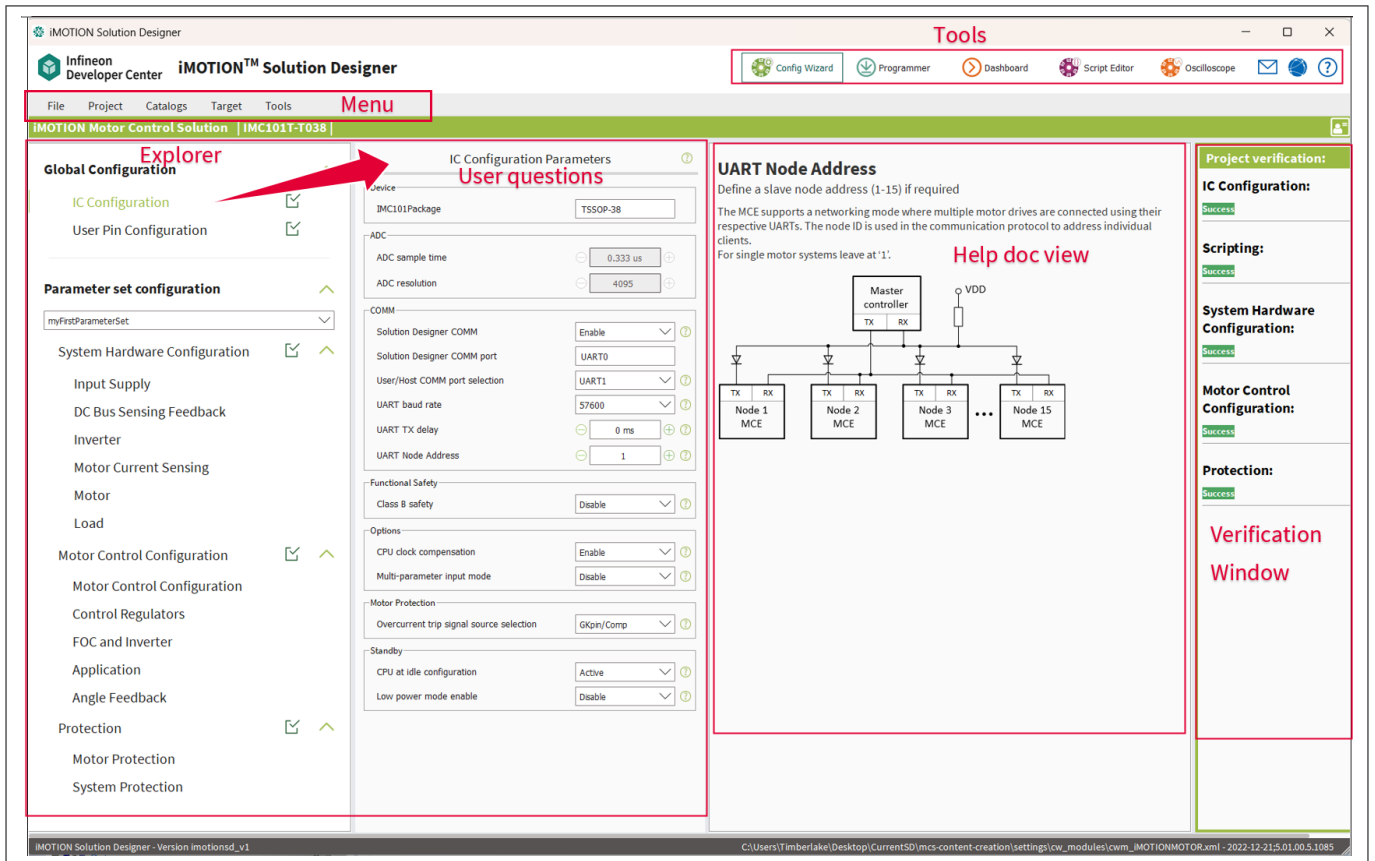 iMOTION Solution Designer
Tools
Infineon
Developer Center
iMOTION™ Solution Designer
Config Wizard
Programmer
Dashboard
Script Editor
Oscilloscope
File Project Catalogs Target Tools
Menu
iMOTION Motor Control Solution | IMC101T-T038 |
Explorer
Global Configuration
IC Configuration
User Pin Configuration
Parameter set configuration
myFirstParameterSet
System Hardware Configuration
Input Supply
DC Bus Sensing Feedback
Inverter
Motor Current Sensing
Motor
Load
Motor Control Configuration
Motor Control Configuration
Control Regulators
FOC and Inverter
Application
Angle Feedback
Protection
Motor Protection
System Protection
IC Configuration Parameters
User questions
Device
IMC101Package TSSOP-38
ADC
ADC sample time 0.333 us
ADC resolution 4095
COMM
Solution Designer COMM Enable
Solution Designer COMM port UART0
User/Host COMM port selection UART1
UART baud rate 57600
UART TX delay 0 ms
UART Node Address 1
Functional Safety
Class B safety Disable
Options
CPU clock compensation Enable
Multi-parameter input mode Disable
Motor Protection
Overcurrent trip signal source selection GKpin/Comp
Standby
CPU at idle configuration Active
Low power mode enable Disable
UART Node Address
Define a slave node address (1-15) if required
The MCE supports a networking mode where multiple motor drives are connected using their
respective UARTs. The node ID is used in the communication protocol to address individual
clients.
For single motor systems leave at '1'.
Help doc view
Master
controller
TX RX
VDD
TX RX TX RX TX RX TX RX
Node 1 Node 2 Node 3 ••• Node 15
MCE MCE MCE MCE
Project verification:
IC Configuration:
Success
Scripting:
Success
System Hardware
Configuration:
Success
Motor Control
Configuration:
Success
Protection:
Success
Verification
Window
iMOTION Solution Designer - Version imotionsd_v1
C:\Users\Timberlake\Desktop\CurrentSD\mcs-content-creation\settings\cw_modules\cwm_iMOTIONMOTOR.xml - 2022-12-21;5.01.00.5.1085